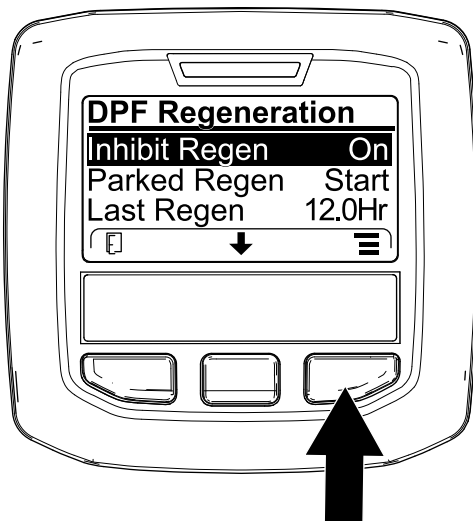 DPF Regeneration
Inhibit Regen On
Parked Regen Start
Last Regen 12.0Hr